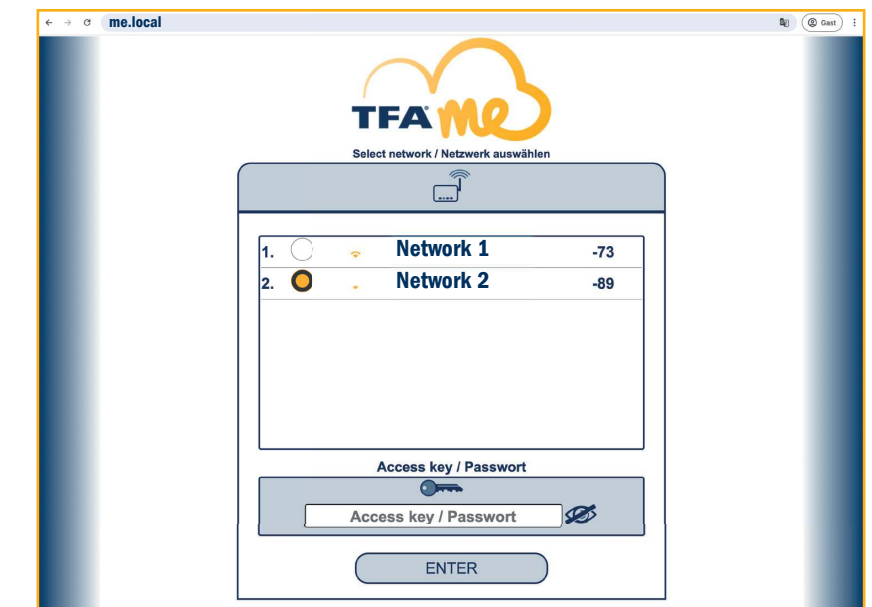 me.local
Gast
TFA me
Select network / Netzwerk auswählen
1. Network 1 -73
2. Network 2 -89
Access key / Passwort
Access key / Passwort
ENTER